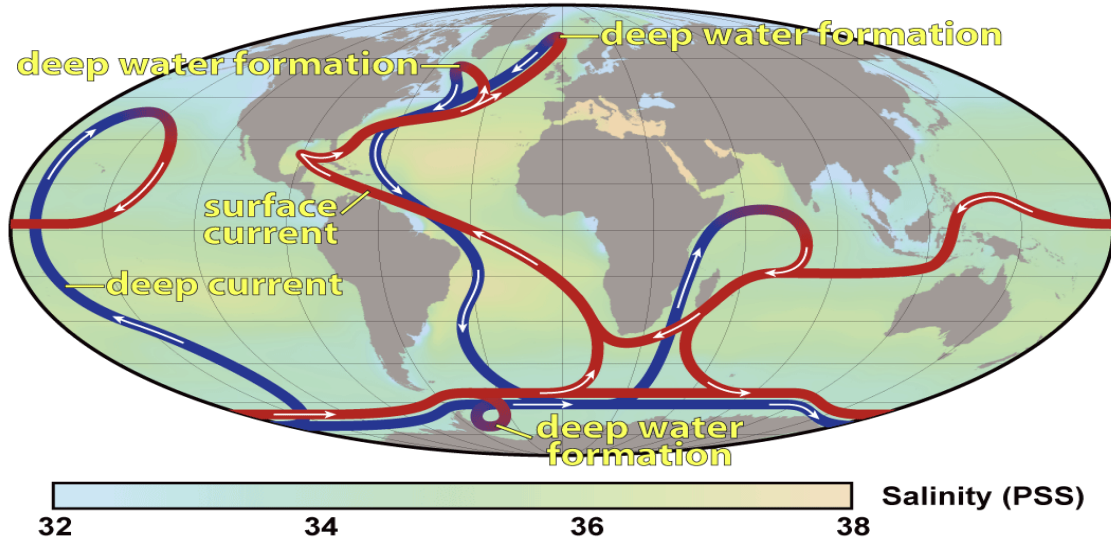 deep water formation
deep water formation
surface
current
deep current
deep water
formation
32
34
36
38
Salinity (PSS)